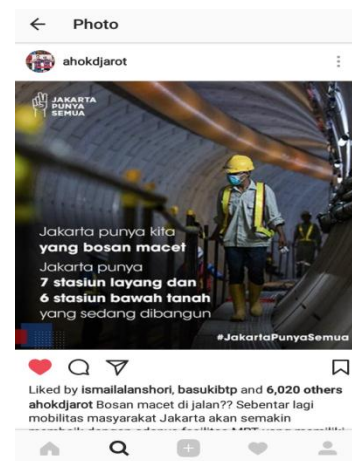 Photo
ahokdjarot
JAKARTA
PUNYA
SEMUA
Jakarta punya kita
yang bosan macet
Jakarta punya
7 stasiun layang dan
6 stasiun bawah tanah
yang sedang dibangun
#JakartaPunyaSemua
Liked by ismailalanshori, basukibtp and 6,020 others
ahokdjarot Bosan macet di jalan?? Sebentar lagi
mobilitas masyarakat Jakarta akan semakin